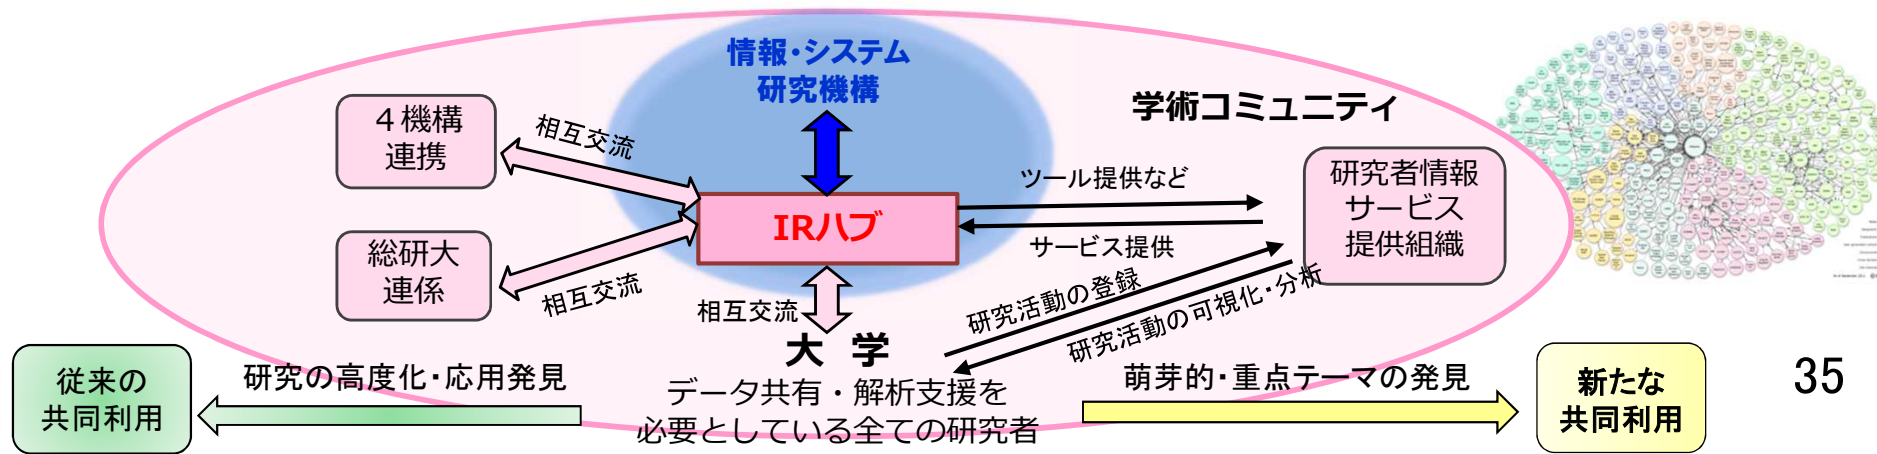 情報・システム
研究機構
学術コミュニティ
４機構
連携
相互交流
ツール提供など
研究者情報
サービス
提供組織
IRハブ
サービス提供
総研大
連係
相互交流
相互交流
研究活動の登録
研究活動の可視化・分析
大 学
データ共有・解析支援を
必要としている全ての研究者
従来の
共同利用
研究の高度化・応用発見
萌芽的・重点テーマの発見
新たな
共同利用
35